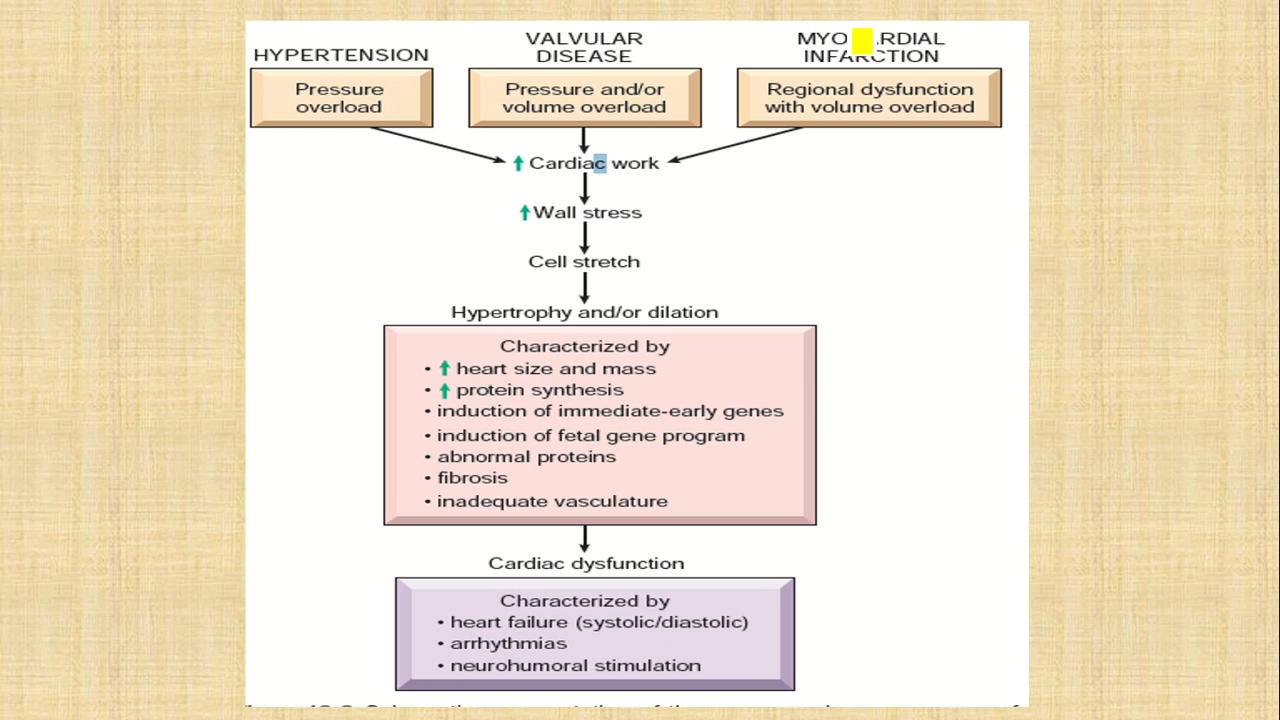 HYPERTENSION
Pressure
overload
VALVULAR
DISEASE
Pressure and/or
volume overload
MYO RDIAL
INFARCTION
Regional dysfunction
with volume overload
↑ Cardiac work
↑ Wall stress
Cell stretch
Hypertrophy and/or dilation
Characterized by
• ↑ heart size and mass
• ↑ protein synthesis
• induction of immediate-early genes
• induction of fetal gene program
• abnormal proteins
• fibrosis
• inadequate vasculature
Cardiac dysfunction
Characterized by
• heart failure (systolic/diastolic)
• arrhythmias
• neurohumoral stimulation